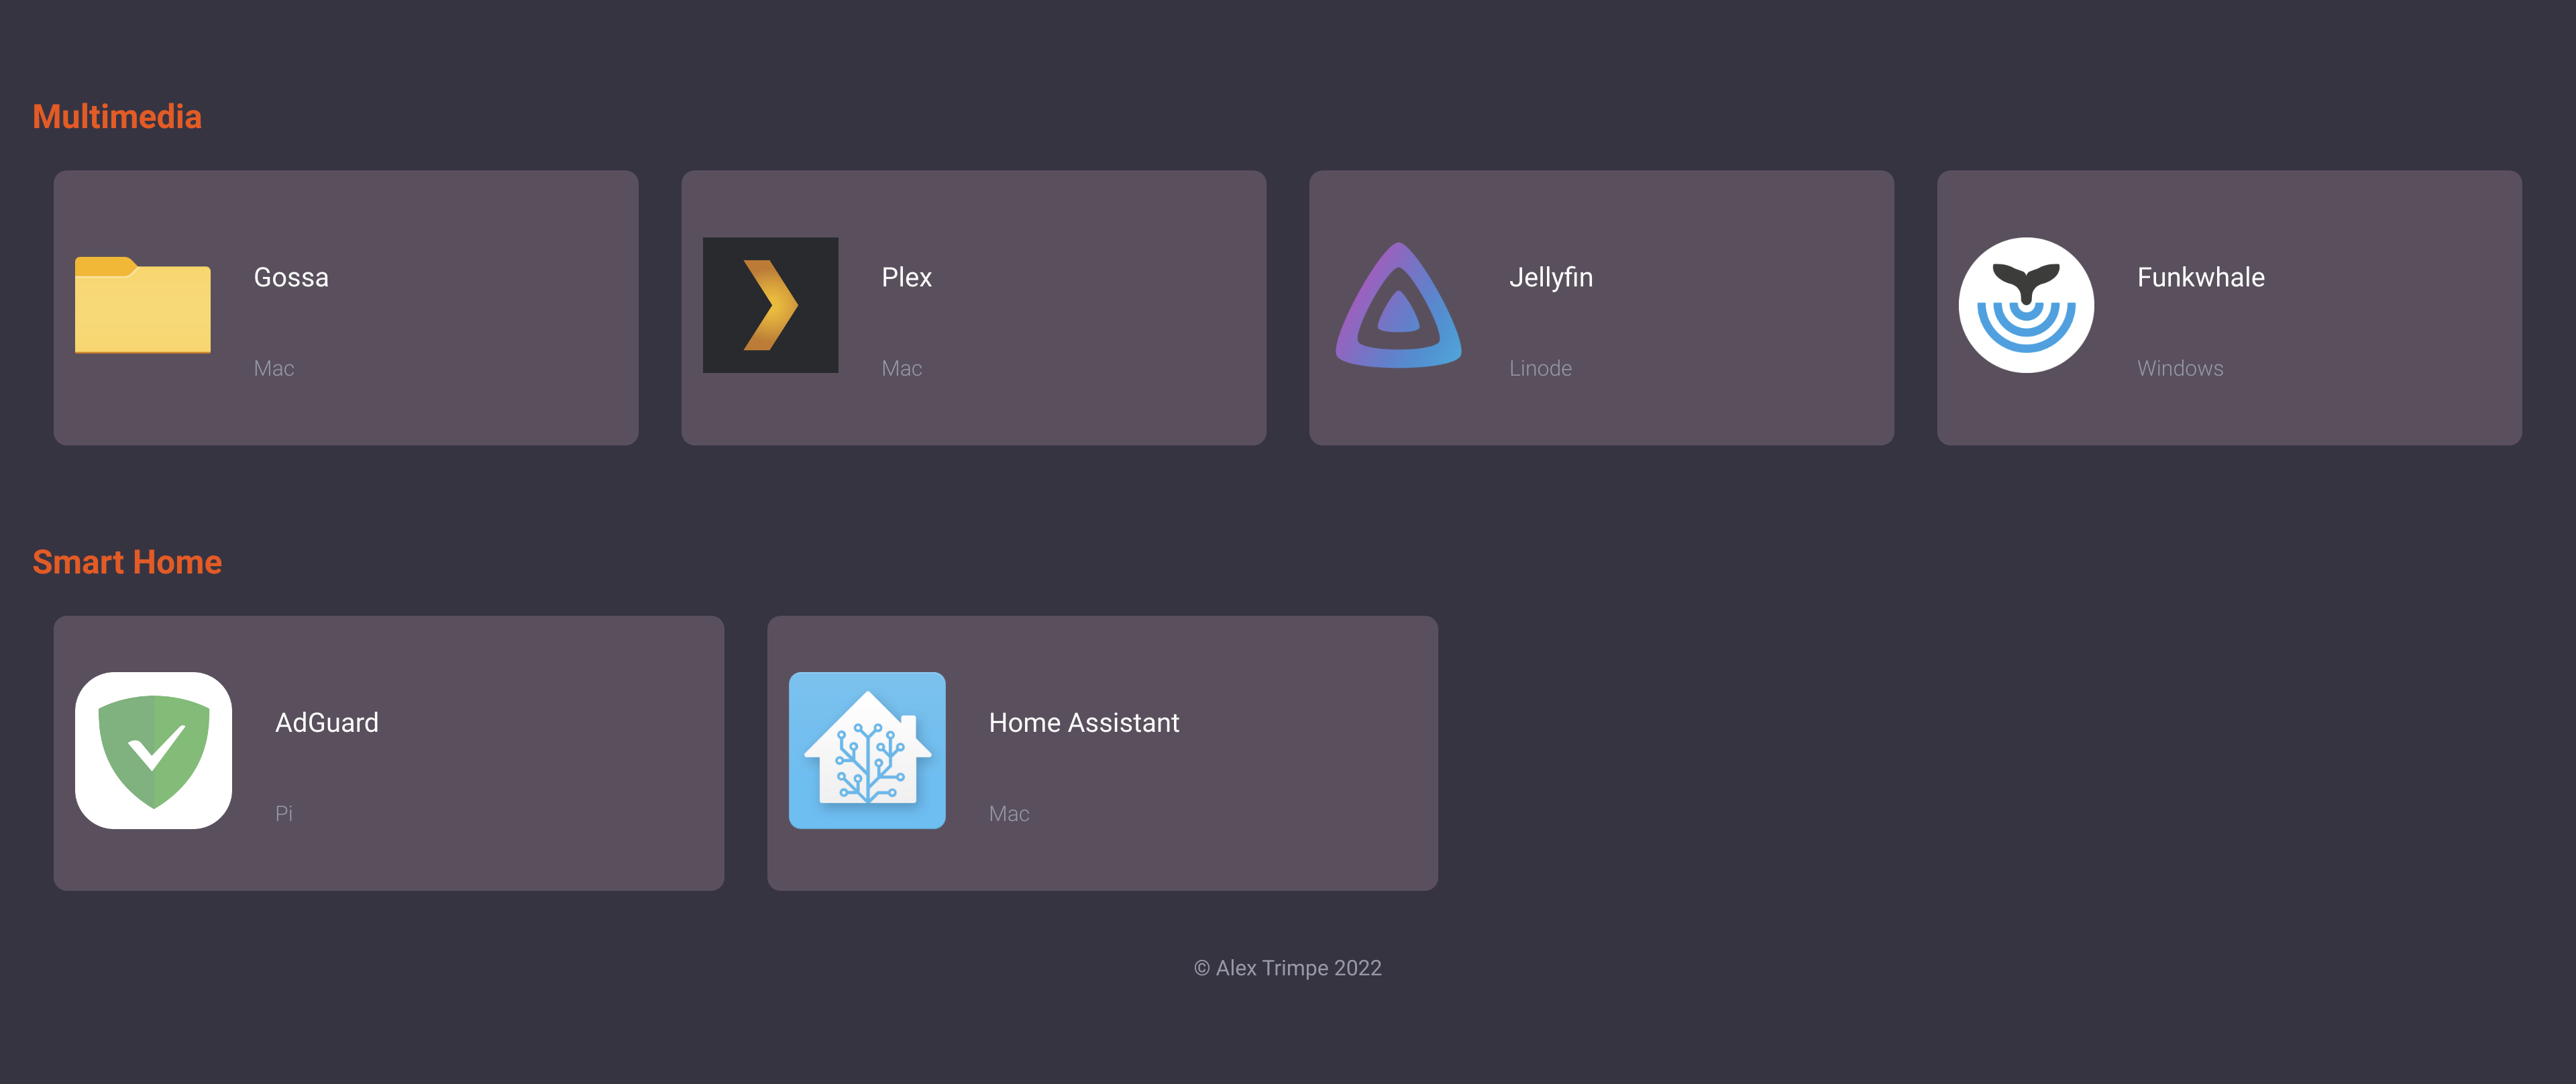 Multimedia
Gossa
Mac
Plex
Mac
Jellyfin
Linode
Funkwhale
Windows
Smart Home
AdGuard
Pi
Home Assistant
Mac
© Alex Trimpe 2022